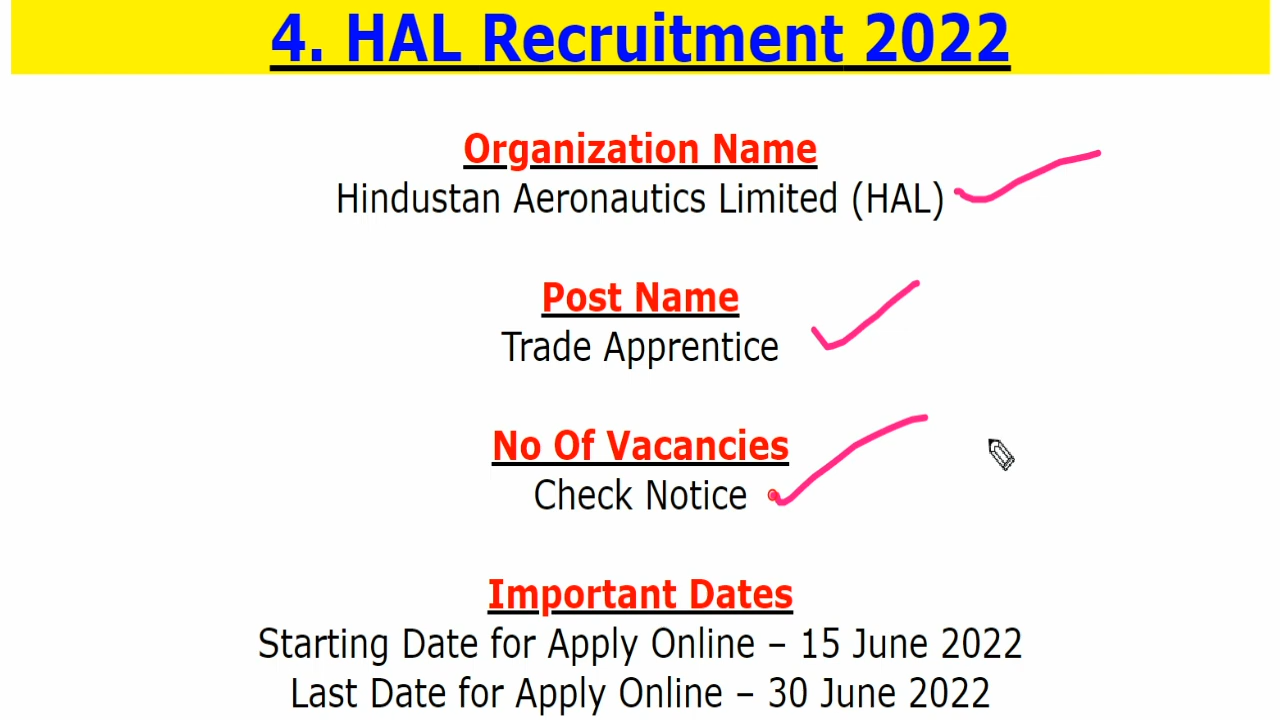 4. HAL Recruitment 2022
Organization Name
Hindustan Aeronautics Limited (HAL)
Post Name
Trade Apprentice
No Of Vacancies
Check Notice
Important Dates
Starting Date for Apply Online – 15 June 2022
Last Date for Apply Online – 30 June 2022